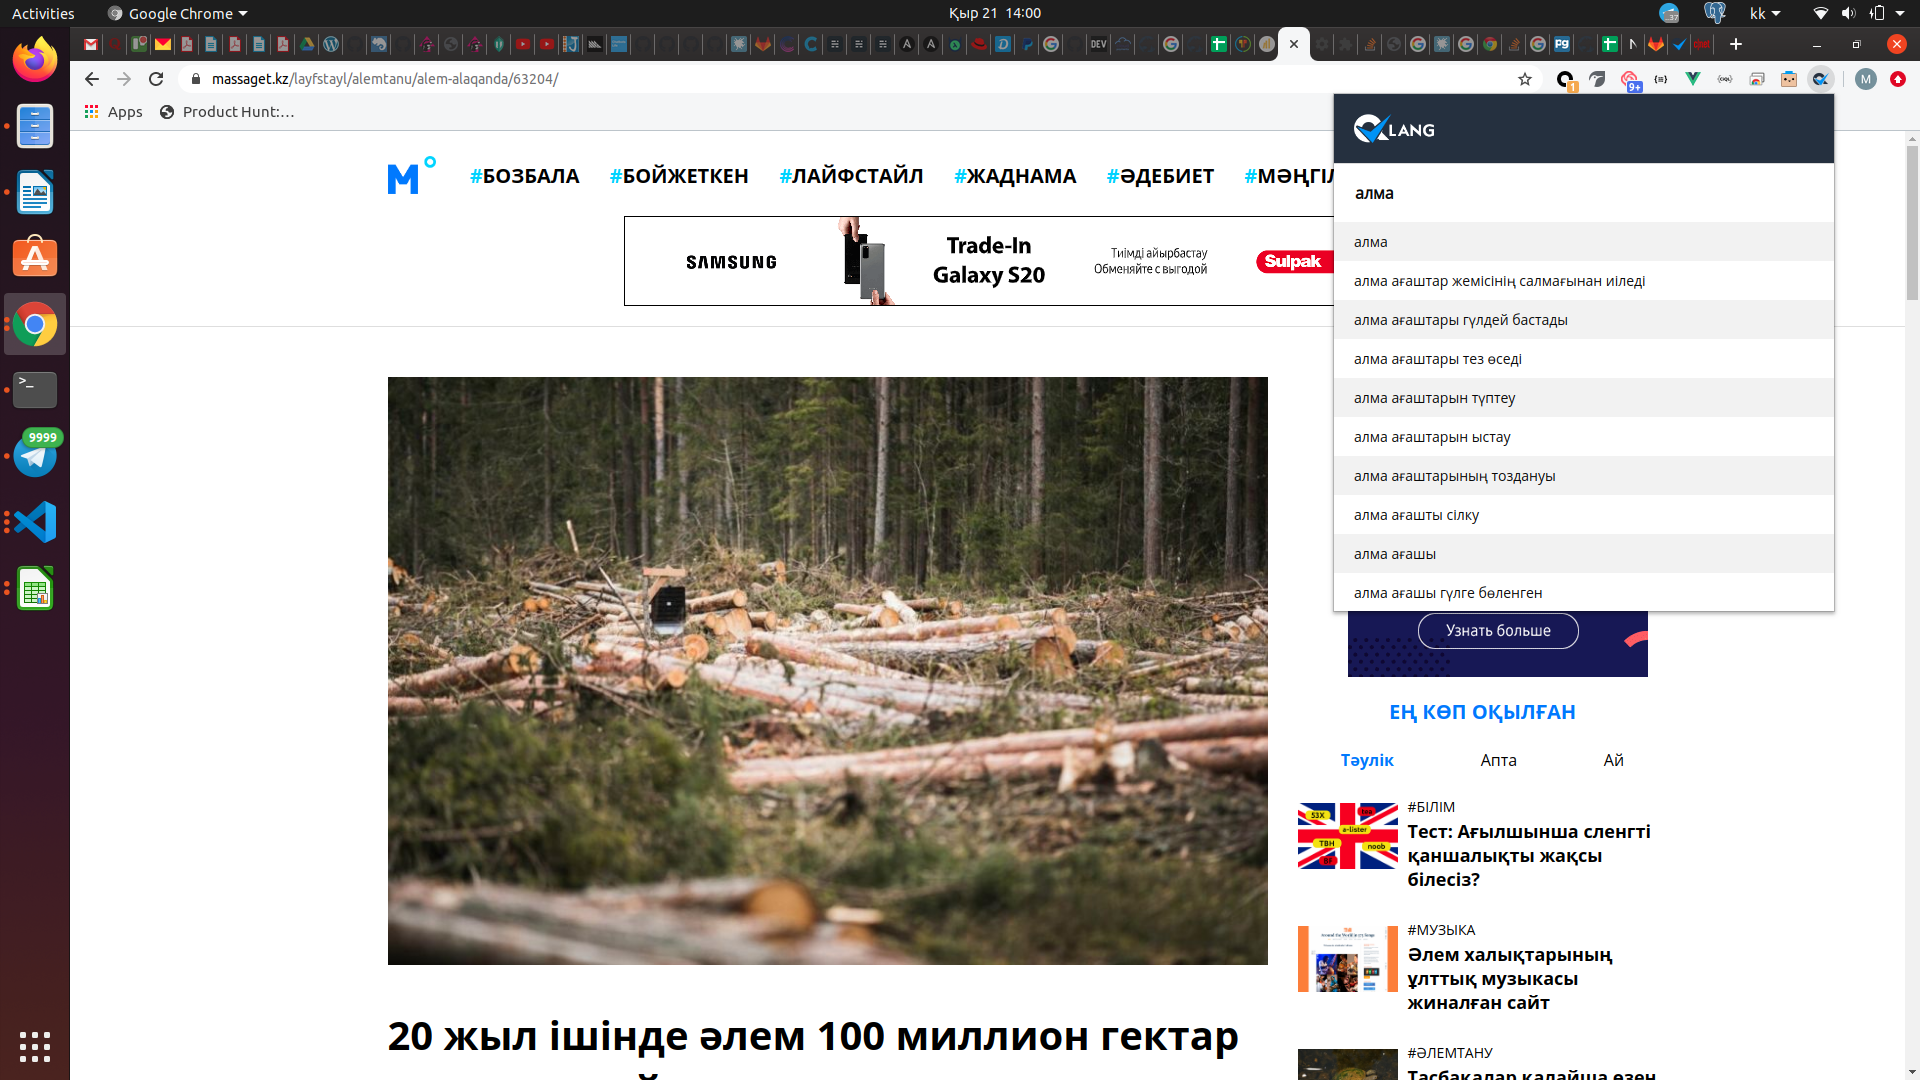 Activities
Google Chrome
Қыр 21 14:00
kk
massaget.kz/layfstayl/alemtanu/alem-alaqanda/63204/
Apps
Product Hunt:...
#БОЗБАЛА
#БОЙЖЕТКЕН
#ЛАЙФСТАЙЛ
#ЖАДНАМА
#ӘДЕБИЕТ
SAMSUNG
Trade-In
Galaxy S20
Тиімді айырбастау
Обменяйте с выгодой
Sulpak
LANG
алма
алма
алма ағаштар жемісінің салмағынан иіледі
алма ағаштары гүлдей бастады
алма ағаштары тез өседі
алма ағаштарын түптеу
алма ағаштарын ыстау
алма ағаштарының тоздануы
алма ағашты сілку
алма ағашы
алма ағашы гүлге бөленген
Узнать больше
ЕҢ КӨП ОҚЫЛҒАН
Тәулік
Апта
Ай
#БІЛІМ
Тест: Ағылшынша сленгті
қаншалықты жақсы
білесіз?
#МУЗЫКА
Әлем халықтарының
ұлттық музыкасы
жиналған сайт
#ӘЛЕМТАНУ
Тасбақалар қалайша өзен
20 жыл ішінде әлем 100 миллион гектар
9999